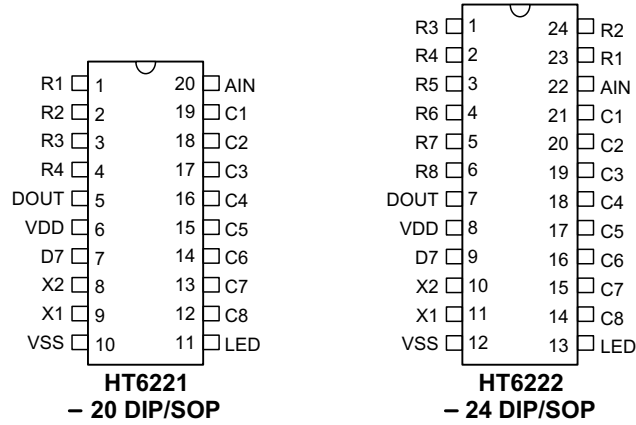 R1 1 20 AIN
R2 2 19 C1
R3 3 18 C2
R4 4 17 C3
DOUT 5 16 C4
VDD 6 15 C5
D7 7 14 C6
X2 8 13 C7
X1 9 12 C8
VSS 10 11 LED
HT6221
– 20 DIP/SOP
R3 1 24 R2
R4 2 23 R1
R5 3 22 AIN
R6 4 21 C1
R7 5 20 C2
R8 6 19 C3
DOUT 7 18 C4
VDD 8 17 C5
D7 9 16 C6
X2 10 15 C7
X1 11 14 C8
VSS 12 13 LED
HT6222
– 24 DIP/SOP